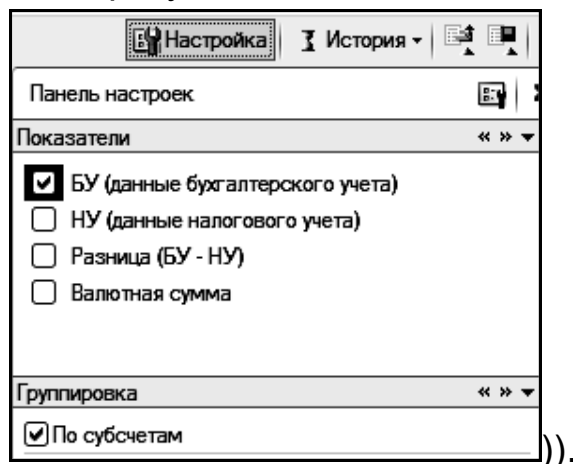 Настройка История
Панель настроек
Показатели
БУ (данные бухгалтерского учета)
НУ (данные налогового учета)
Разница (БУ - НУ)
Валютная сумма
Группировка
По субсчетам
)).